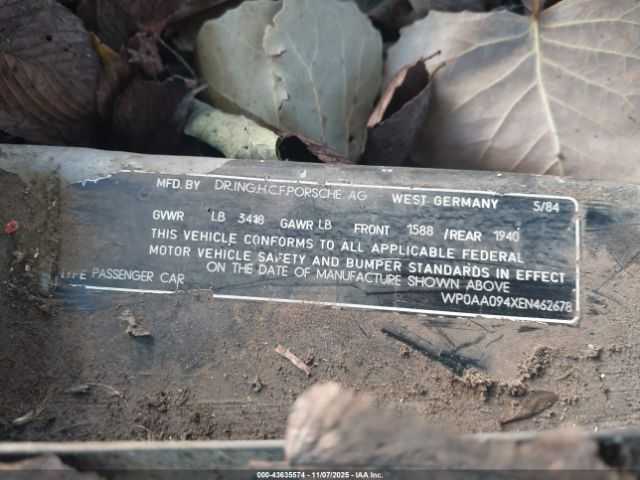 MFD. BY DR.ING.H.C.F.PORSCHE AG WEST GERMANY 5/84
GVWR LB 3418 GAWR LB FRONT 1588 /REAR 1940
THIS VEHICLE CONFORMS TO ALL APPLICABLE FEDERAL
MOTOR VEHICLE SAFETY AND BUMPER STANDARDS IN EFFECT
ON THE DATE OF MANUFACTURE SHOWN ABOVE
TYPE PASSENGER CAR WP0AA094XEN462678
000-43635574 | 11/07/2025 | IAA Inc.